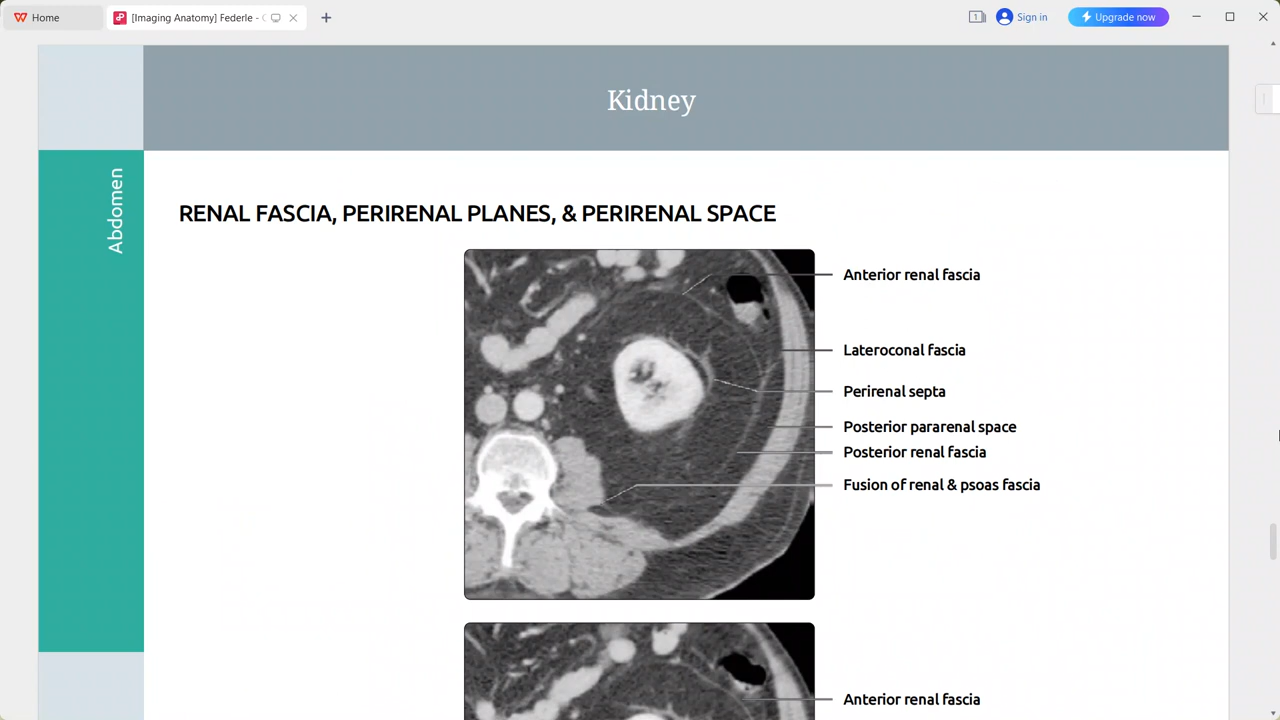 Home
[Imaging Anatomy] Federle -
1
Sign in
Upgrade now
Kidney
Abdomen
RENAL FASCIA, PERIRENAL PLANES, & PERIRENAL SPACE
Anterior renal fascia
Lateroconal fascia
Perirenal septa
Posterior pararenal space
Posterior renal fascia
Fusion of renal & psoas fascia
Anterior renal fascia